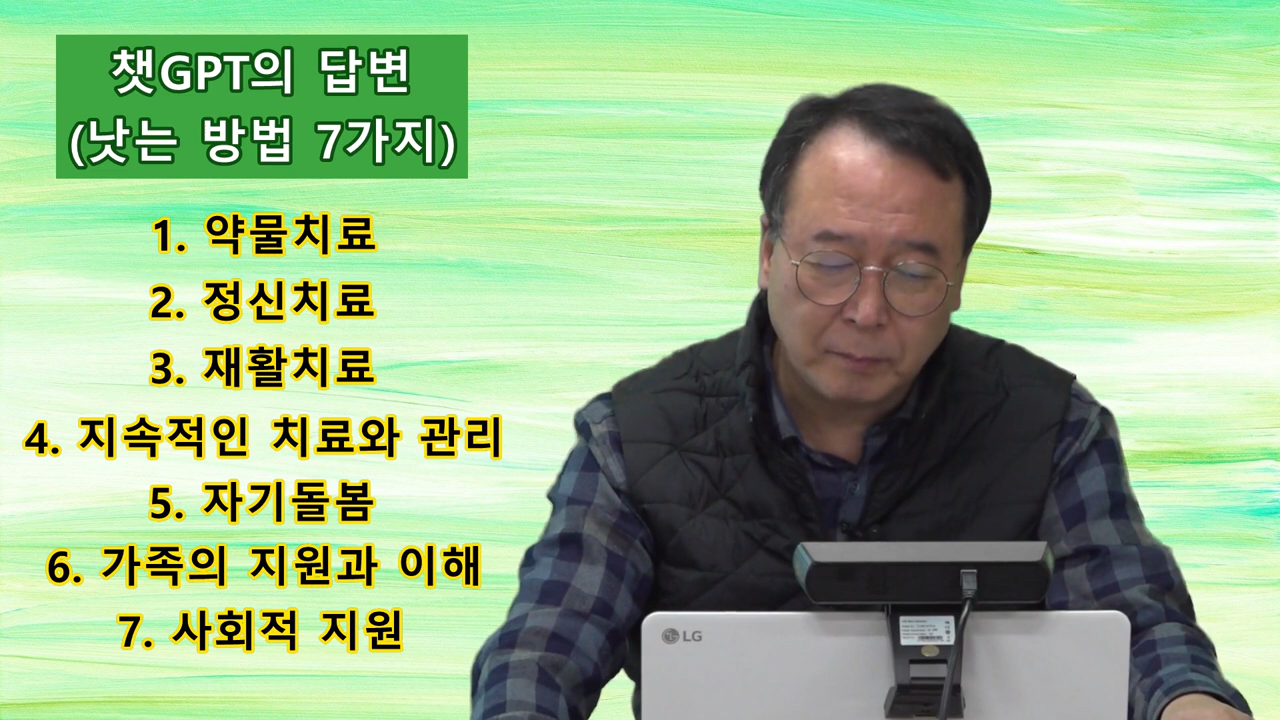 챗GPT의 답변
(낫는 방법 7가지)
1. 약물치료
2. 정신치료
3. 재활치료
4. 지속적인 치료와 관리
5. 자기돌봄
6. 가족의 지원과 이해
7. 사회적 지원
LG